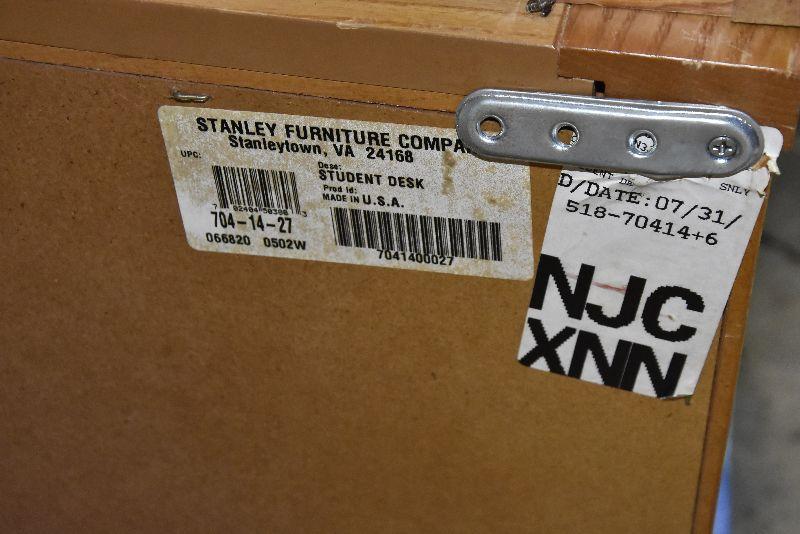 STANLEY FURNITURE COMPA
Stanleytown, VA 24168
UPC:
Desc:
STUDENT DESK
Prod Id:
MADE IN U.S.A.
704-14-27
066820 0502W
7041400027
SNLY
D/DATE:07/31/
518-70414+6
NJC
XNN